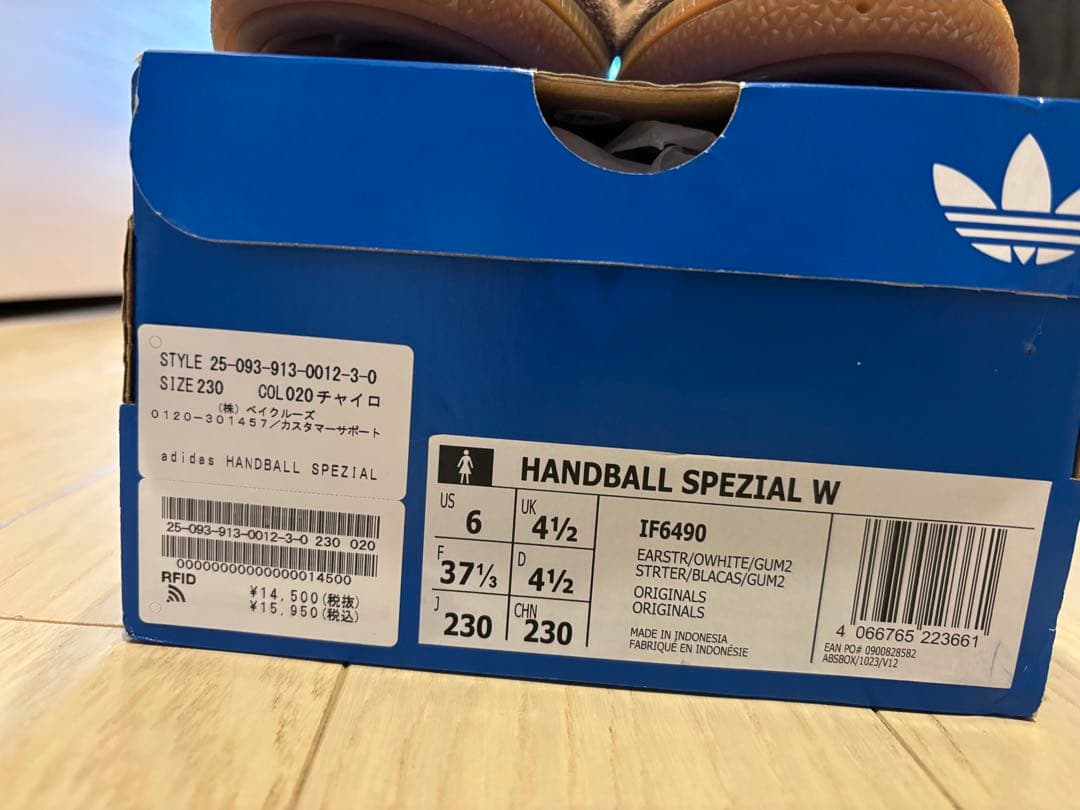 STYLE 25-093-913-0012-3-0
SIZE 230 COL 020 チャイロ
(株) ベイクルーズ
0120-301457/カスタマーサポート
adidas HANDBALL SPEZIAL
25-093-913-0012-3-0 230 020
00000000000000014500
RFID
¥14,500(税抜)
¥15,950(税込)
HANDBALL SPEZIAL W
US 6
UK 4½
F 37⅓
D 4½
J 230
CHN 230
IF6490
EARSTR/OWHITE/GUM2
STRTER/BLACAS/GUM2
ORIGINALS
ORIGINALS
MADE IN INDONESIA
FABRIQUÉ EN INDONÉSIE
4 066765 223661
EAN PO# 0900828582
ABSBOX/1023/V12